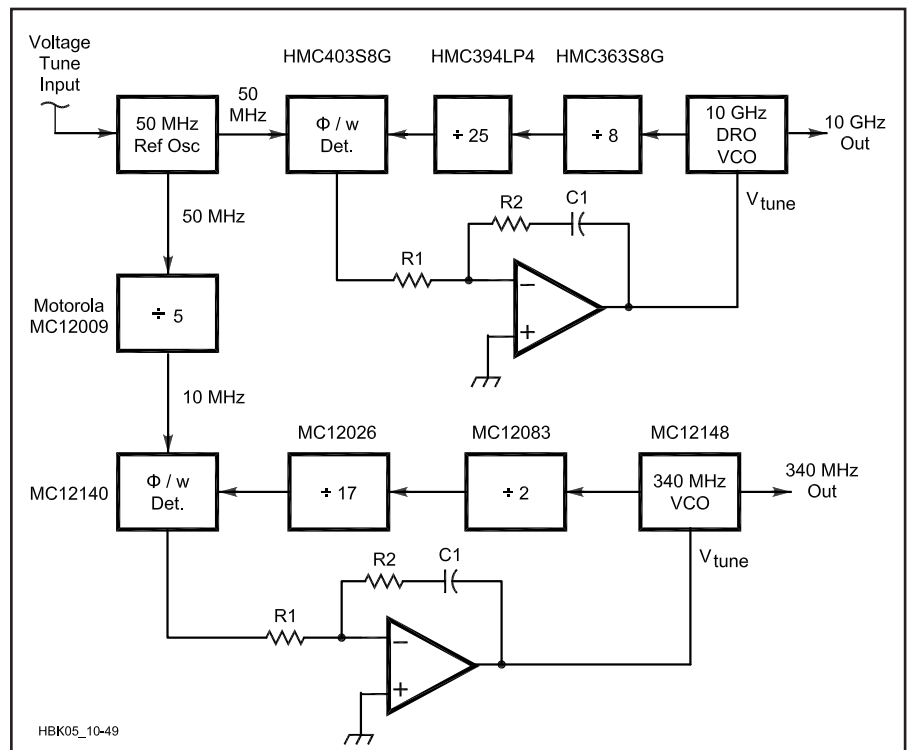 Voltage
Tune
Input
HMC403S8G
HMC394LP4
HMC363S8G
50 MHz
Ref Osc
50
MHz
Φ / w
Det.
÷ 25
÷ 8
10 GHz
DRO
VCO
10 GHz
Out
Vtune
50 MHz
R2
C1
R1
−
+
Motorola
MC12009
÷ 5
10 MHz
MC12026
MC12083
MC12148
MC12140
Φ / w
Det.
÷ 17
÷ 2
340 MHz
VCO
340 MHz
Out
Vtune
R2
C1
R1
−
+
HBK05_10-49